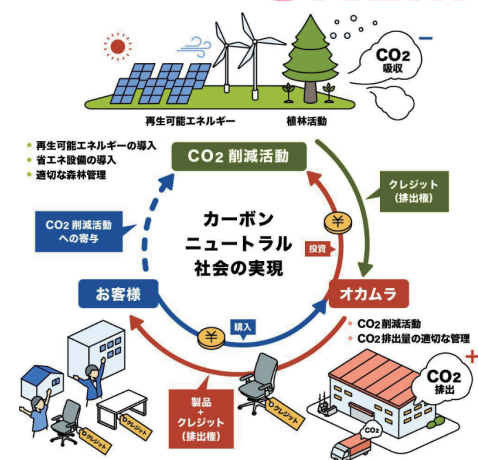 CO2
吸収
再生可能エネルギー
植林活動
再生可能エネルギーの導入
省エネ設備の導入
適切な森林管理
CO2 削減活動
クレジット
(排出権)
カーボン
ニュートラル
社会の実現
CO2 削減活動
への寄与
¥
投資
お客様
オカムラ
¥
購入
CO2削減活動
CO2排出量の適切な管理
製品
+
クレジット
(排出権)
クレジット
クレジット
クレジット
CO2
排出
CO2